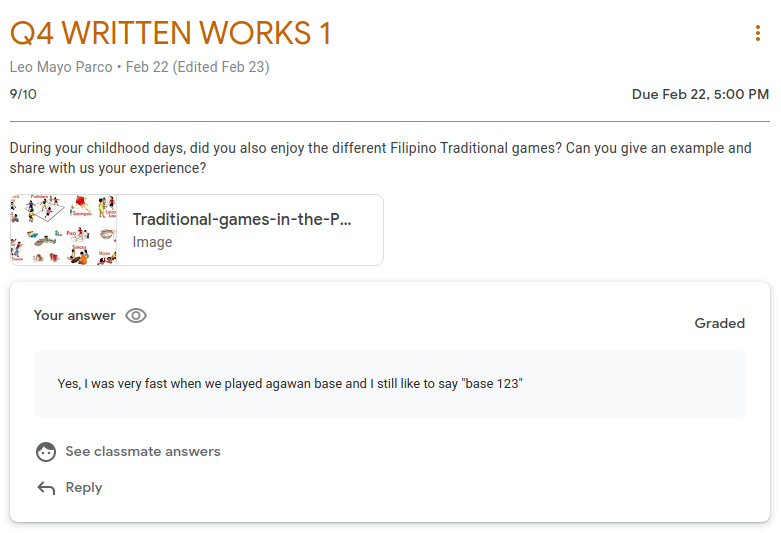 Q4 WRITTEN WORKS 1
Leo Mayo Parco • Feb 22 (Edited Feb 23)
9/10
Due Feb 22, 5:00 PM
During your childhood days, did you also enjoy the different Filipino Traditional games? Can you give an example and
share with us your experience?
Traditional-games-in-the-P...
Image
Your answer
Graded
Yes, I was very fast when we played agawan base and I still like to say "base 123"
See classmate answers
Reply